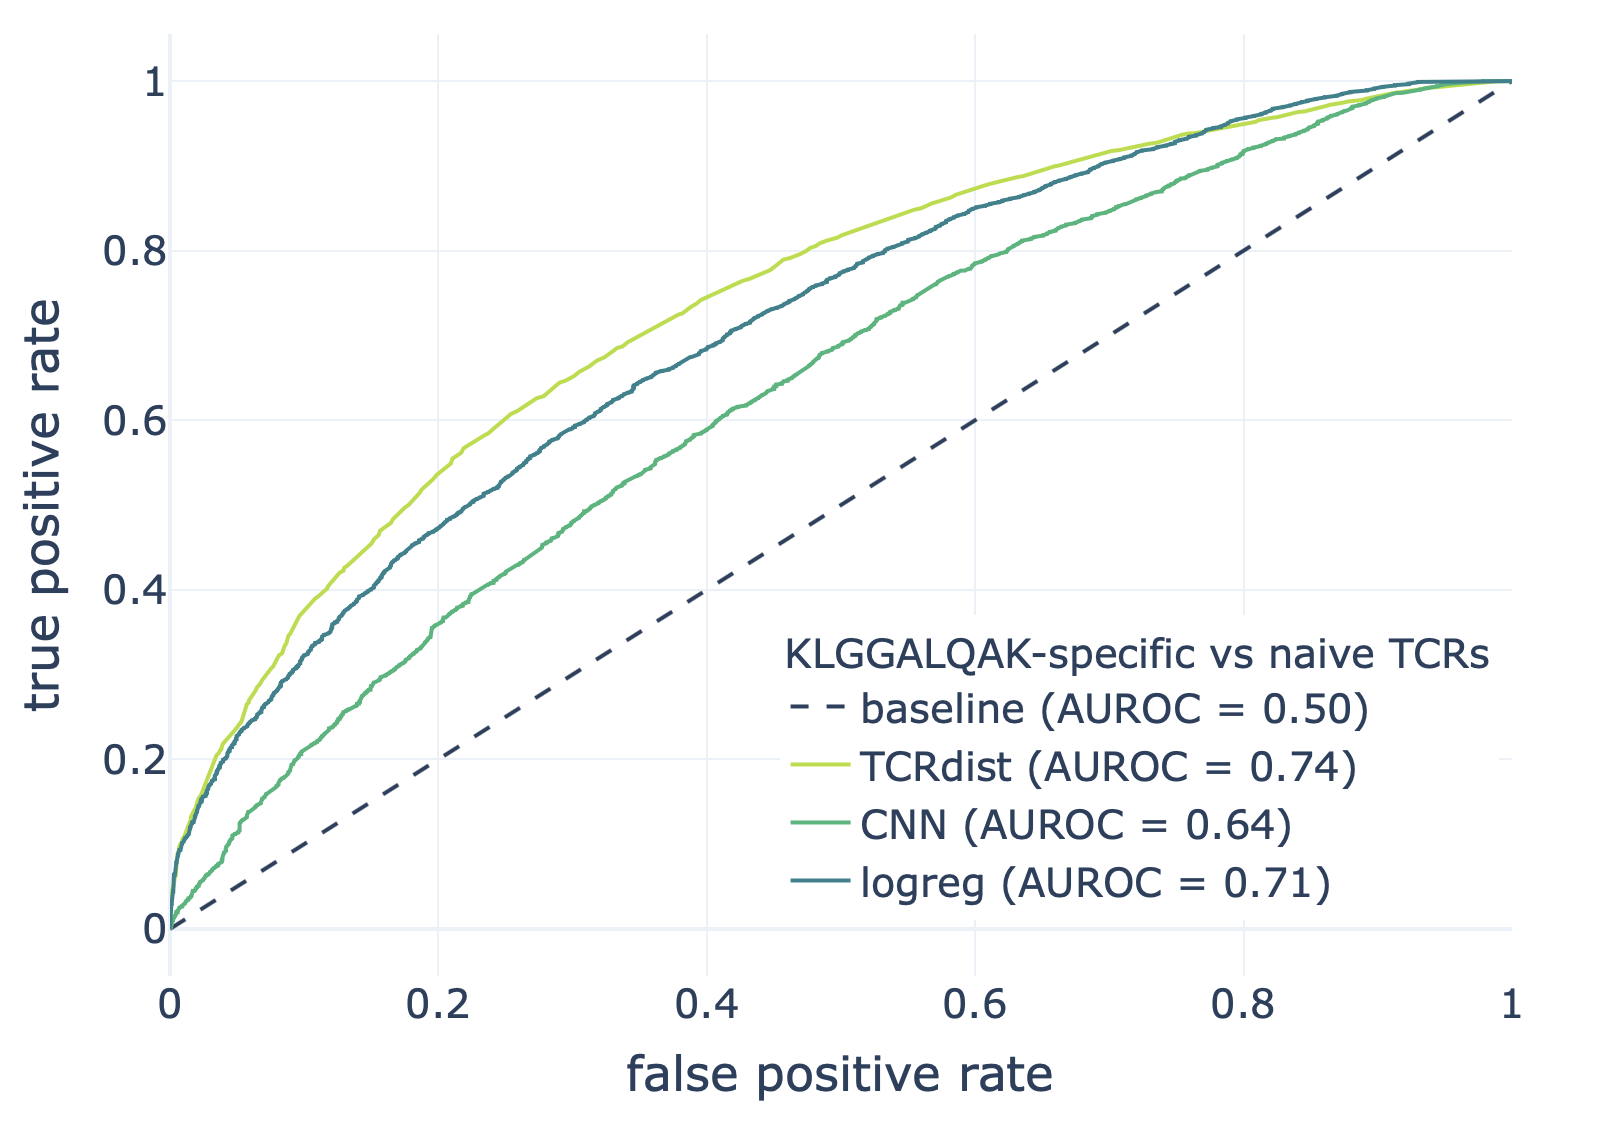 1
0.8
0.6
0.4
0.2
0
true positive rate
KLGGALQAK-specific vs naive TCRs
baseline (AUROC = 0.50)
TCRdist (AUROC = 0.74)
CNN (AUROC = 0.64)
logreg (AUROC = 0.71)
0 0.2 0.4 0.6 0.8 1
false positive rate